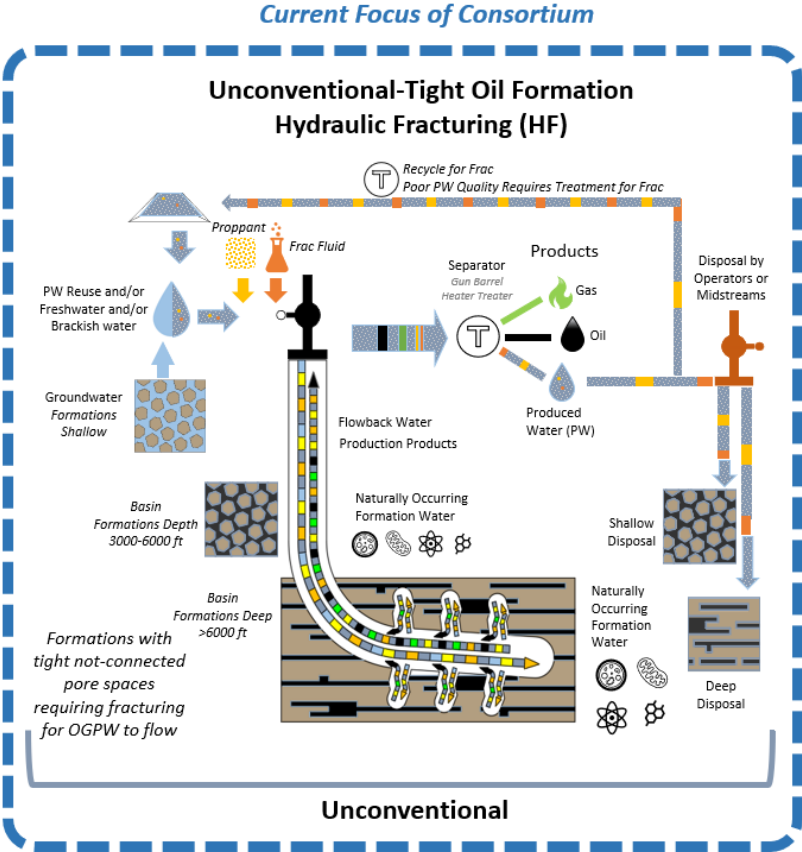 Current Focus of Consortium
Unconventional-Tight Oil Formation
Hydraulic Fracturing (HF)
T
Recycle for Frac
Poor PW Quality Requires Treatment for Frac
Proppant
Frac Fluid
PW Reuse and/or
Freshwater and/or
Brackish water
Groundwater
Formations
Shallow
Separator
Gun Barrel
Heater Treater
T
Products
Gas
Oil
Produced
Water (PW)
Disposal by
Operators or
Midstreams
Flowback Water
Production Products
Basin
Formations Depth
3000-6000 ft
Naturally Occurring
Formation Water
Shallow
Disposal
Basin
Formations Deep
>6000 ft
Naturally
Occurring
Formation
Water
Deep
Disposal
Formations with
tight not-connected
pore spaces
requiring fracturing
for OGPW to flow
Unconventional